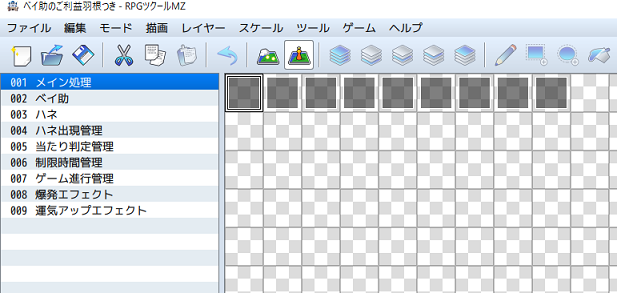 ベイ助のご利益羽根つき - RPGツクールMZ
ファイル 編集 モード 描画 レイヤー スケール ツール ゲーム ヘルプ
001 メイン処理
002 ベイ助
003 ハネ
004 ハネ出現管理
005 当たり判定管理
006 制限時間管理
007 ゲーム進行管理
008 爆発エフェクト
009 運気アップエフェクト